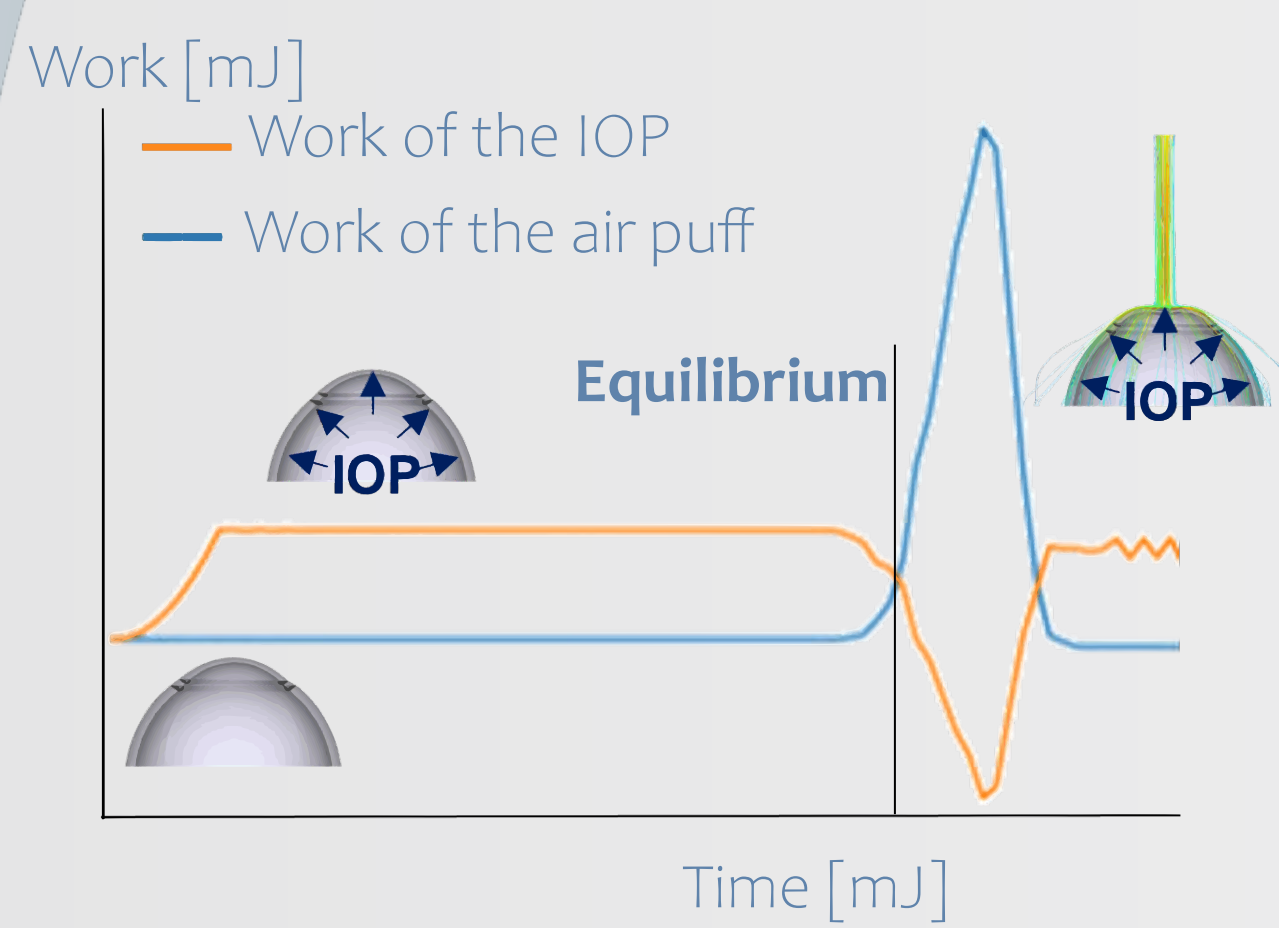 Work [mJ]
Work of the IOP
Work of the air puff
Equilibrium
IOP
IOP
Time [mJ]